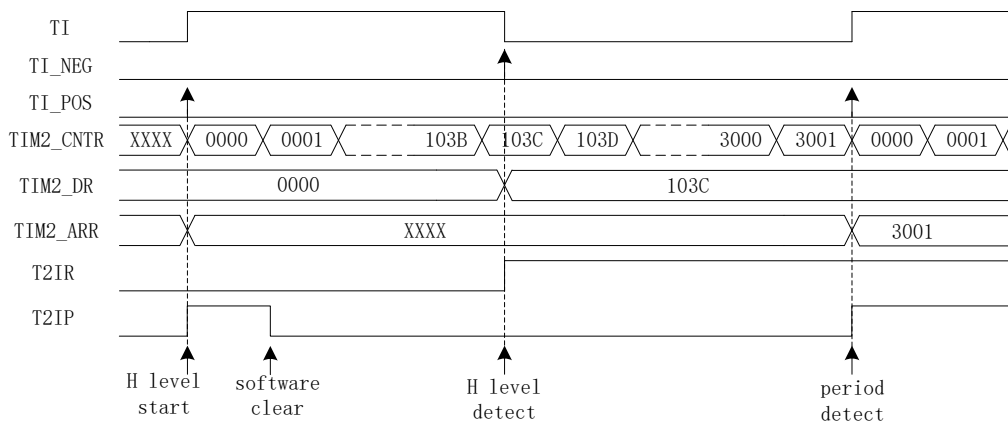 TI
TI_NEG
TI_POS
TIM2_CNTR XXXX 0000 0001 103B 103C 103D 3000 3001 0000 0001
TIM2_DR 0000 103C
TIM2_ARR XXXX 3001
T2IR
T2IP
H level
start
software
clear
H level
detect
period
detect